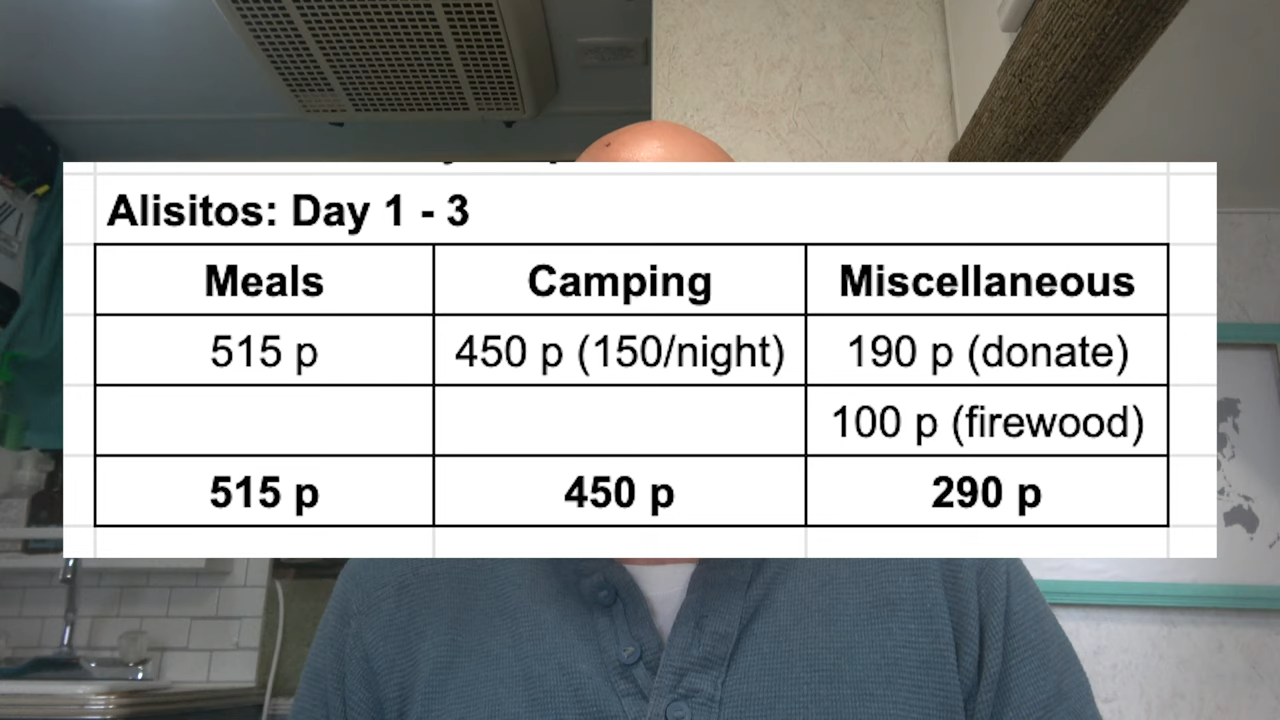 Alisitos: Day 1 - 3
Meals Camping Miscellaneous
515 p 450 p (150/night) 190 p (donate)
100 p (firewood)
515 p 450 p 290 p